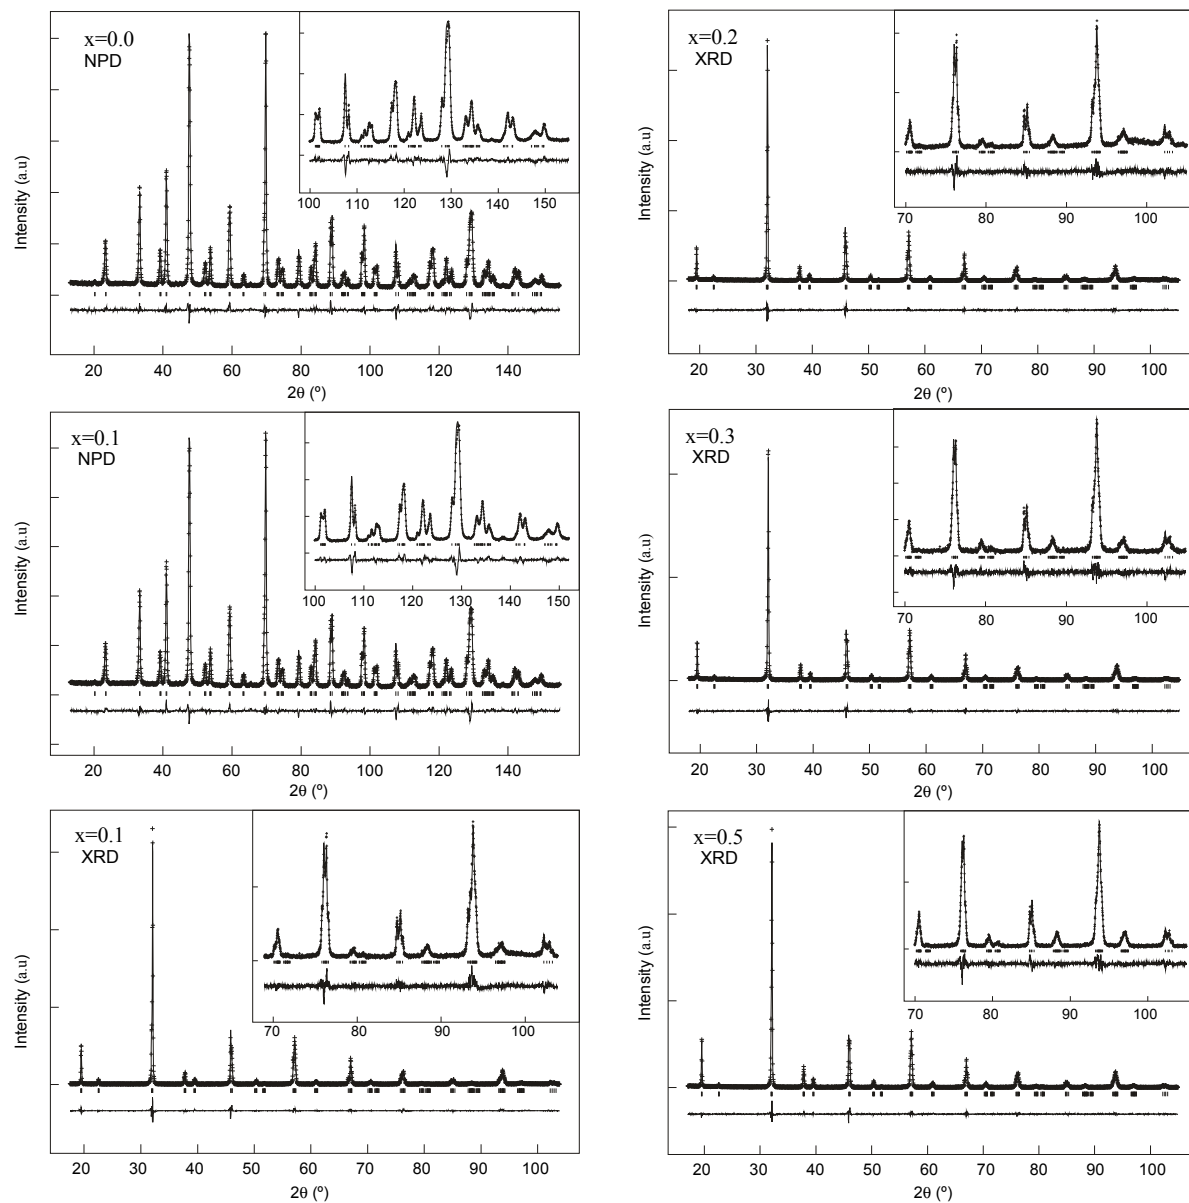 x=0.0
NPD
Intensity (a.u)
100 110 120 130 140 150
20 40 60 80 100 120 140
2θ (º)
x=0.2
XRD
Intensity (a.u)
70 80 90 100
20 30 40 50 60 70 80 90 100
2θ (º)
x=0.1
NPD
Intensity (a.u)
100 110 120 130 140 150
20 40 60 80 100 120 140
2θ (º)
x=0.3
XRD
Intensity (a.u)
70 80 90 100
20 30 40 50 60 70 80 90 100
2θ (º)
x=0.1
XRD
Intensity (a.u)
70 80 90 100
20 30 40 50 60 70 80 90 100
2θ (º)
x=0.5
XRD
Intensity (a.u)
70 80 90 100
20 30 40 50 60 70 80 90 100
2θ (º)